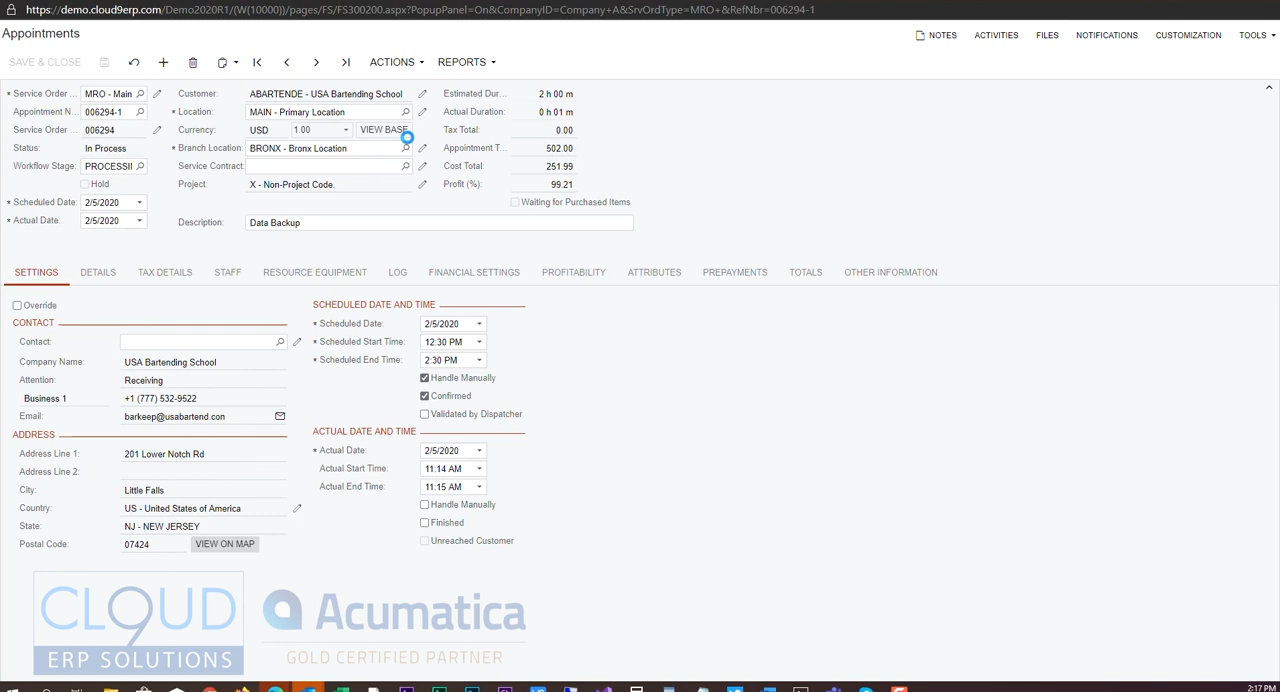 https://demo.cloud9erp.com/Demo2020R1/(W(10000))/pages/FS/FS300200.aspx?PopupPanel=On&CompanyID=Company+A&SrvOrdType=MRO+&RefNbr=006294-1
Appointments
NOTES ACTIVITIES FILES NOTIFICATIONS CUSTOMIZATION TOOLS
SAVE & CLOSE ACTIONS REPORTS
* Service Order ... MRO - Main Customer: ABARTENDE - USA Bartending School Estimated Dur... 2 h 00 m
Appointment N... 006294-1 * Location: MAIN - Primary Location Actual Duration: 0 h 01 m
Service Order ... 006294 Currency: USD 1.00 VIEW BASE Tax Total: 0.00
Status: In Process * Branch Location: BRONX - Bronx Location Appointment T... 502.00
Workflow Stage: PROCESSII Service Contract: Cost Total: 251.99
Hold Project: X - Non-Project Code. Profit (%): 99.21
* Scheduled Date: 2/5/2020 Waiting for Purchased Items
* Actual Date: 2/5/2020 Description: Data Backup
SETTINGS DETAILS TAX DETAILS STAFF RESOURCE EQUIPMENT LOG FINANCIAL SETTINGS PROFITABILITY ATTRIBUTES PREPAYMENTS TOTALS OTHER INFORMATION
Override SCHEDULED DATE AND TIME
CONTACT * Scheduled Date: 2/5/2020
Contact: * Scheduled Start Time: 12:30 PM
Company Name: USA Bartending School * Scheduled End Time: 2:30 PM
Attention: Receiving Handle Manually
Business 1 +1 (777) 532-9522 Confirmed
Email: barkeep@usabartend.con Validated by Dispatcher
ADDRESS ACTUAL DATE AND TIME
Address Line 1: 201 Lower Notch Rd * Actual Date: 2/5/2020
Address Line 2: Actual Start Time: 11:14 AM
City: Little Falls Actual End Time: 11:15 AM
Country: US - United States of America Handle Manually
State: NJ - NEW JERSEY Finished
Postal Code: 07424 VIEW ON MAP Unreached Customer
CLOUD 9 Acumatica
ERP SOLUTIONS GOLD CERTIFIED PARTNER
2:17 PM